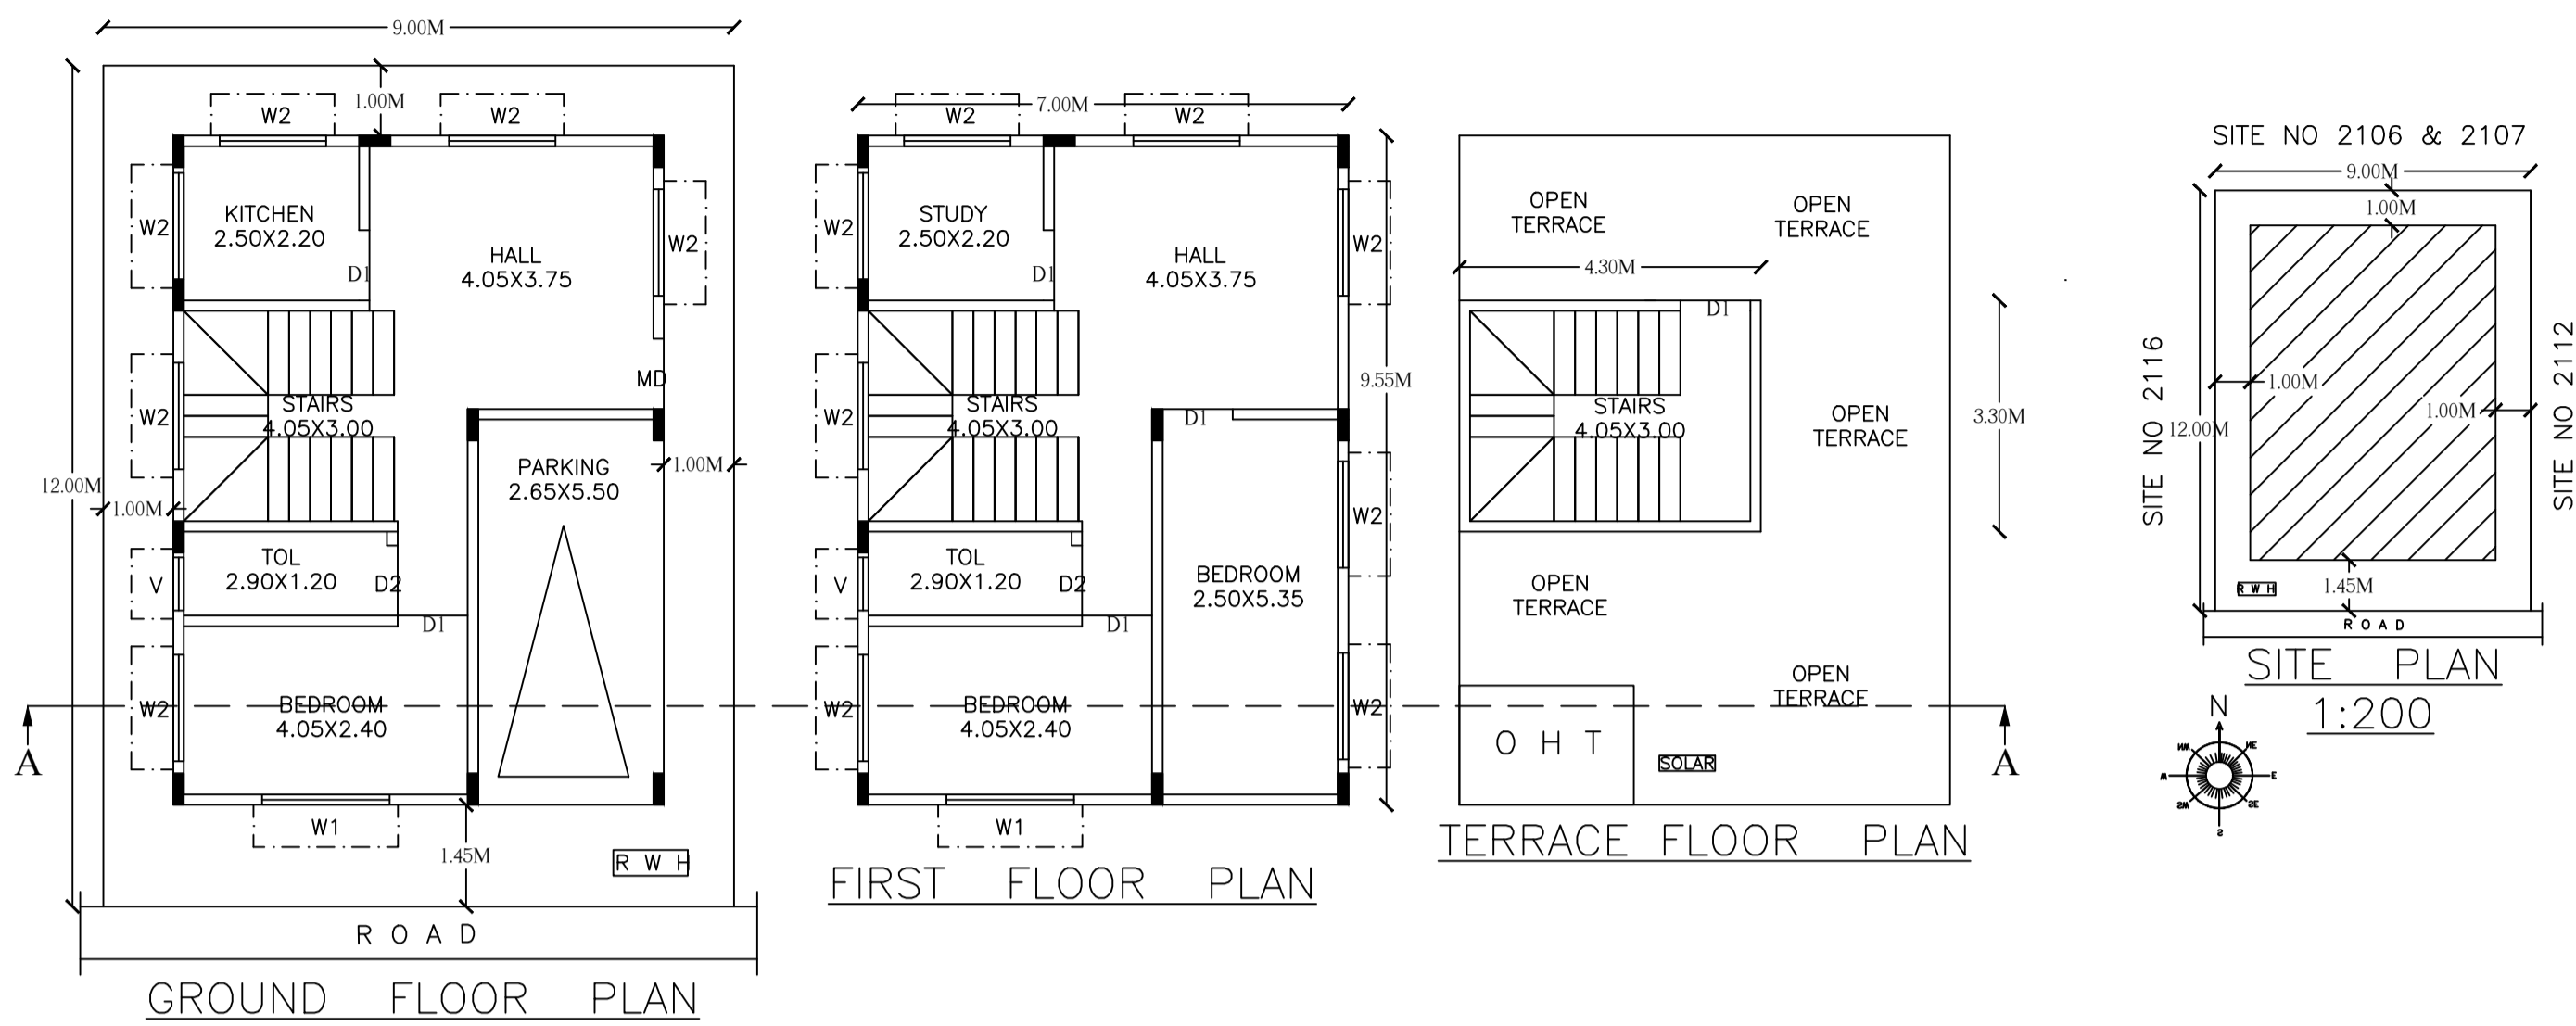 9.00M
1.00M
W2
W2
W2
KITCHEN
2.50X2.20
D1
HALL
4.05X3.75
W2
MD
W2
STAIRS
4.05X3.00
12.00M
1.00M
PARKING
2.65X5.50
1.00M
V
TOL
2.90X1.20
D2
D1
W2
BEDROOM
4.05X2.40
A
W1
1.45M
R W H
R O A D
GROUND FLOOR PLAN
7.00M
W2
W2
W2
STUDY
2.50X2.20
D1
HALL
4.05X3.75
W2
9.55M
W2
STAIRS
4.05X3.00
D1
W2
V
TOL
2.90X1.20
D2
D1
BEDROOM
2.50X5.35
W2
BEDROOM
4.05X2.40
W2
W1
FIRST FLOOR PLAN
OPEN
TERRACE
OPEN
TERRACE
4.30M
D1
STAIRS
4.05X3.00
OPEN
TERRACE
3.30M
OPEN
TERRACE
OPEN
TERRACE
O H T
SOLAR
A
TERRACE FLOOR PLAN
SITE NO 2106 & 2107
9.00M
1.00M
SITE NO 2116
12.00M
1.00M
1.00M
SITE NO 2112
R W H
1.45M
R O A D
SITE PLAN
1:200
N
NW
NE
W
E
SW
SE
S